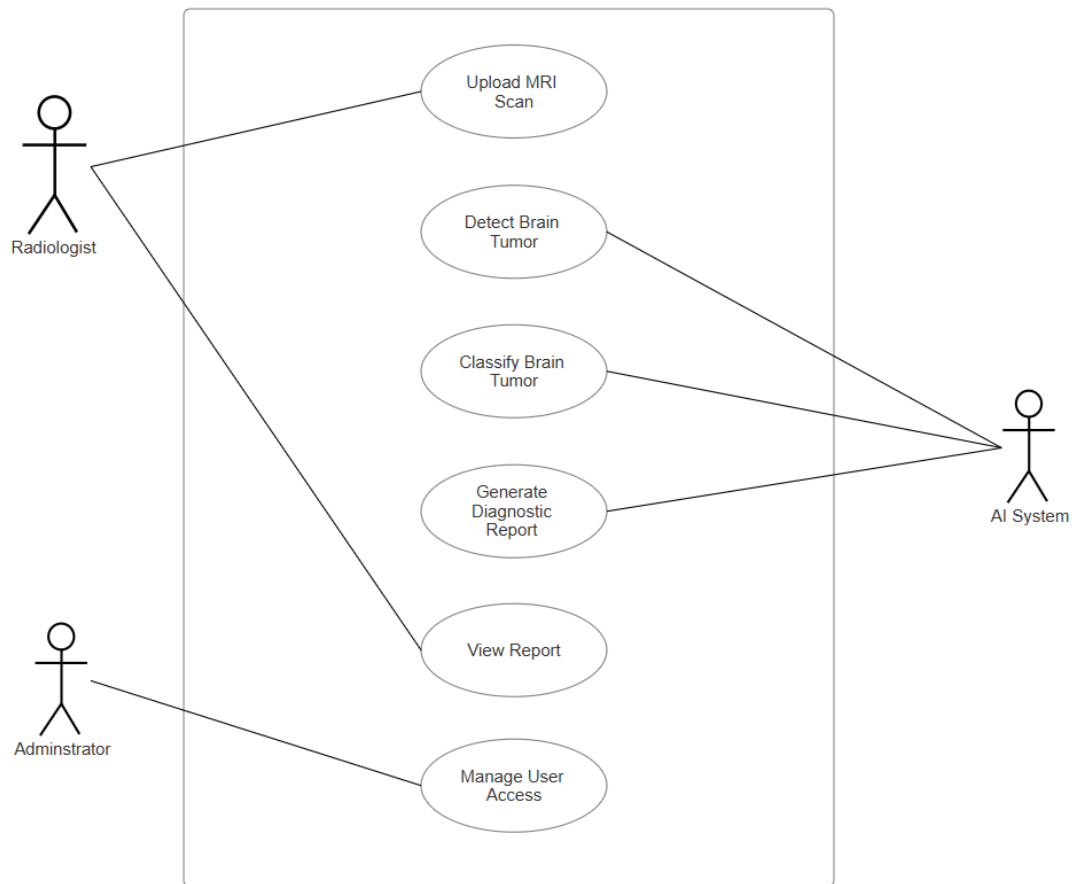 Upload MRI
Scan
Radiologist
Detect Brain
Tumor
Classify Brain
Tumor
Generate
Diagnostic
Report
AI System
View Report
Adminstrator
Manage User
Access